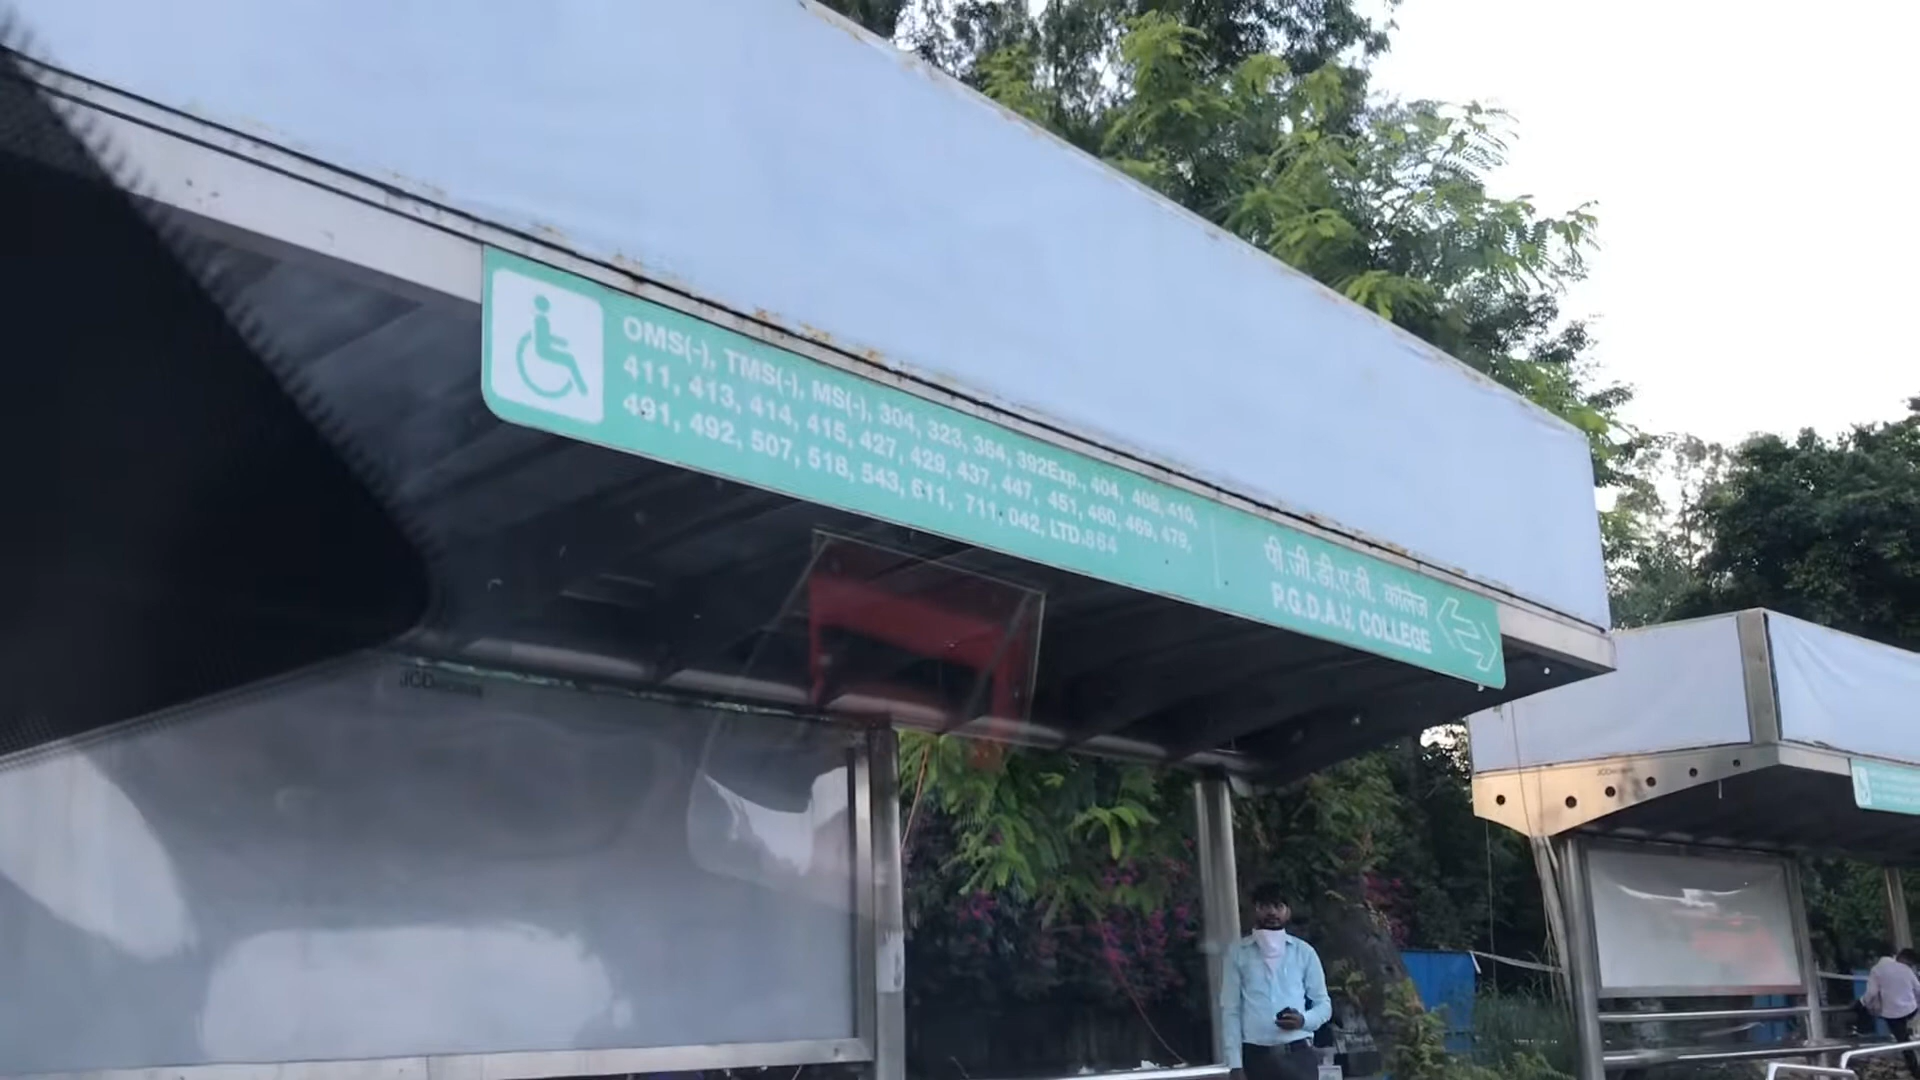 OMS(-), TMS(-), MS(-), 304, 323, 364, 392Exp., 404, 408, 410,
411, 413, 414, 415, 427, 429, 437, 447, 451, 460, 469, 479,
491, 492, 507, 518, 543, 611, 711, 042, LTD.864
पी.जी.डी.ए.वी. कॉलेज
P.G.D.A.V. COLLEGE
JCDecaux